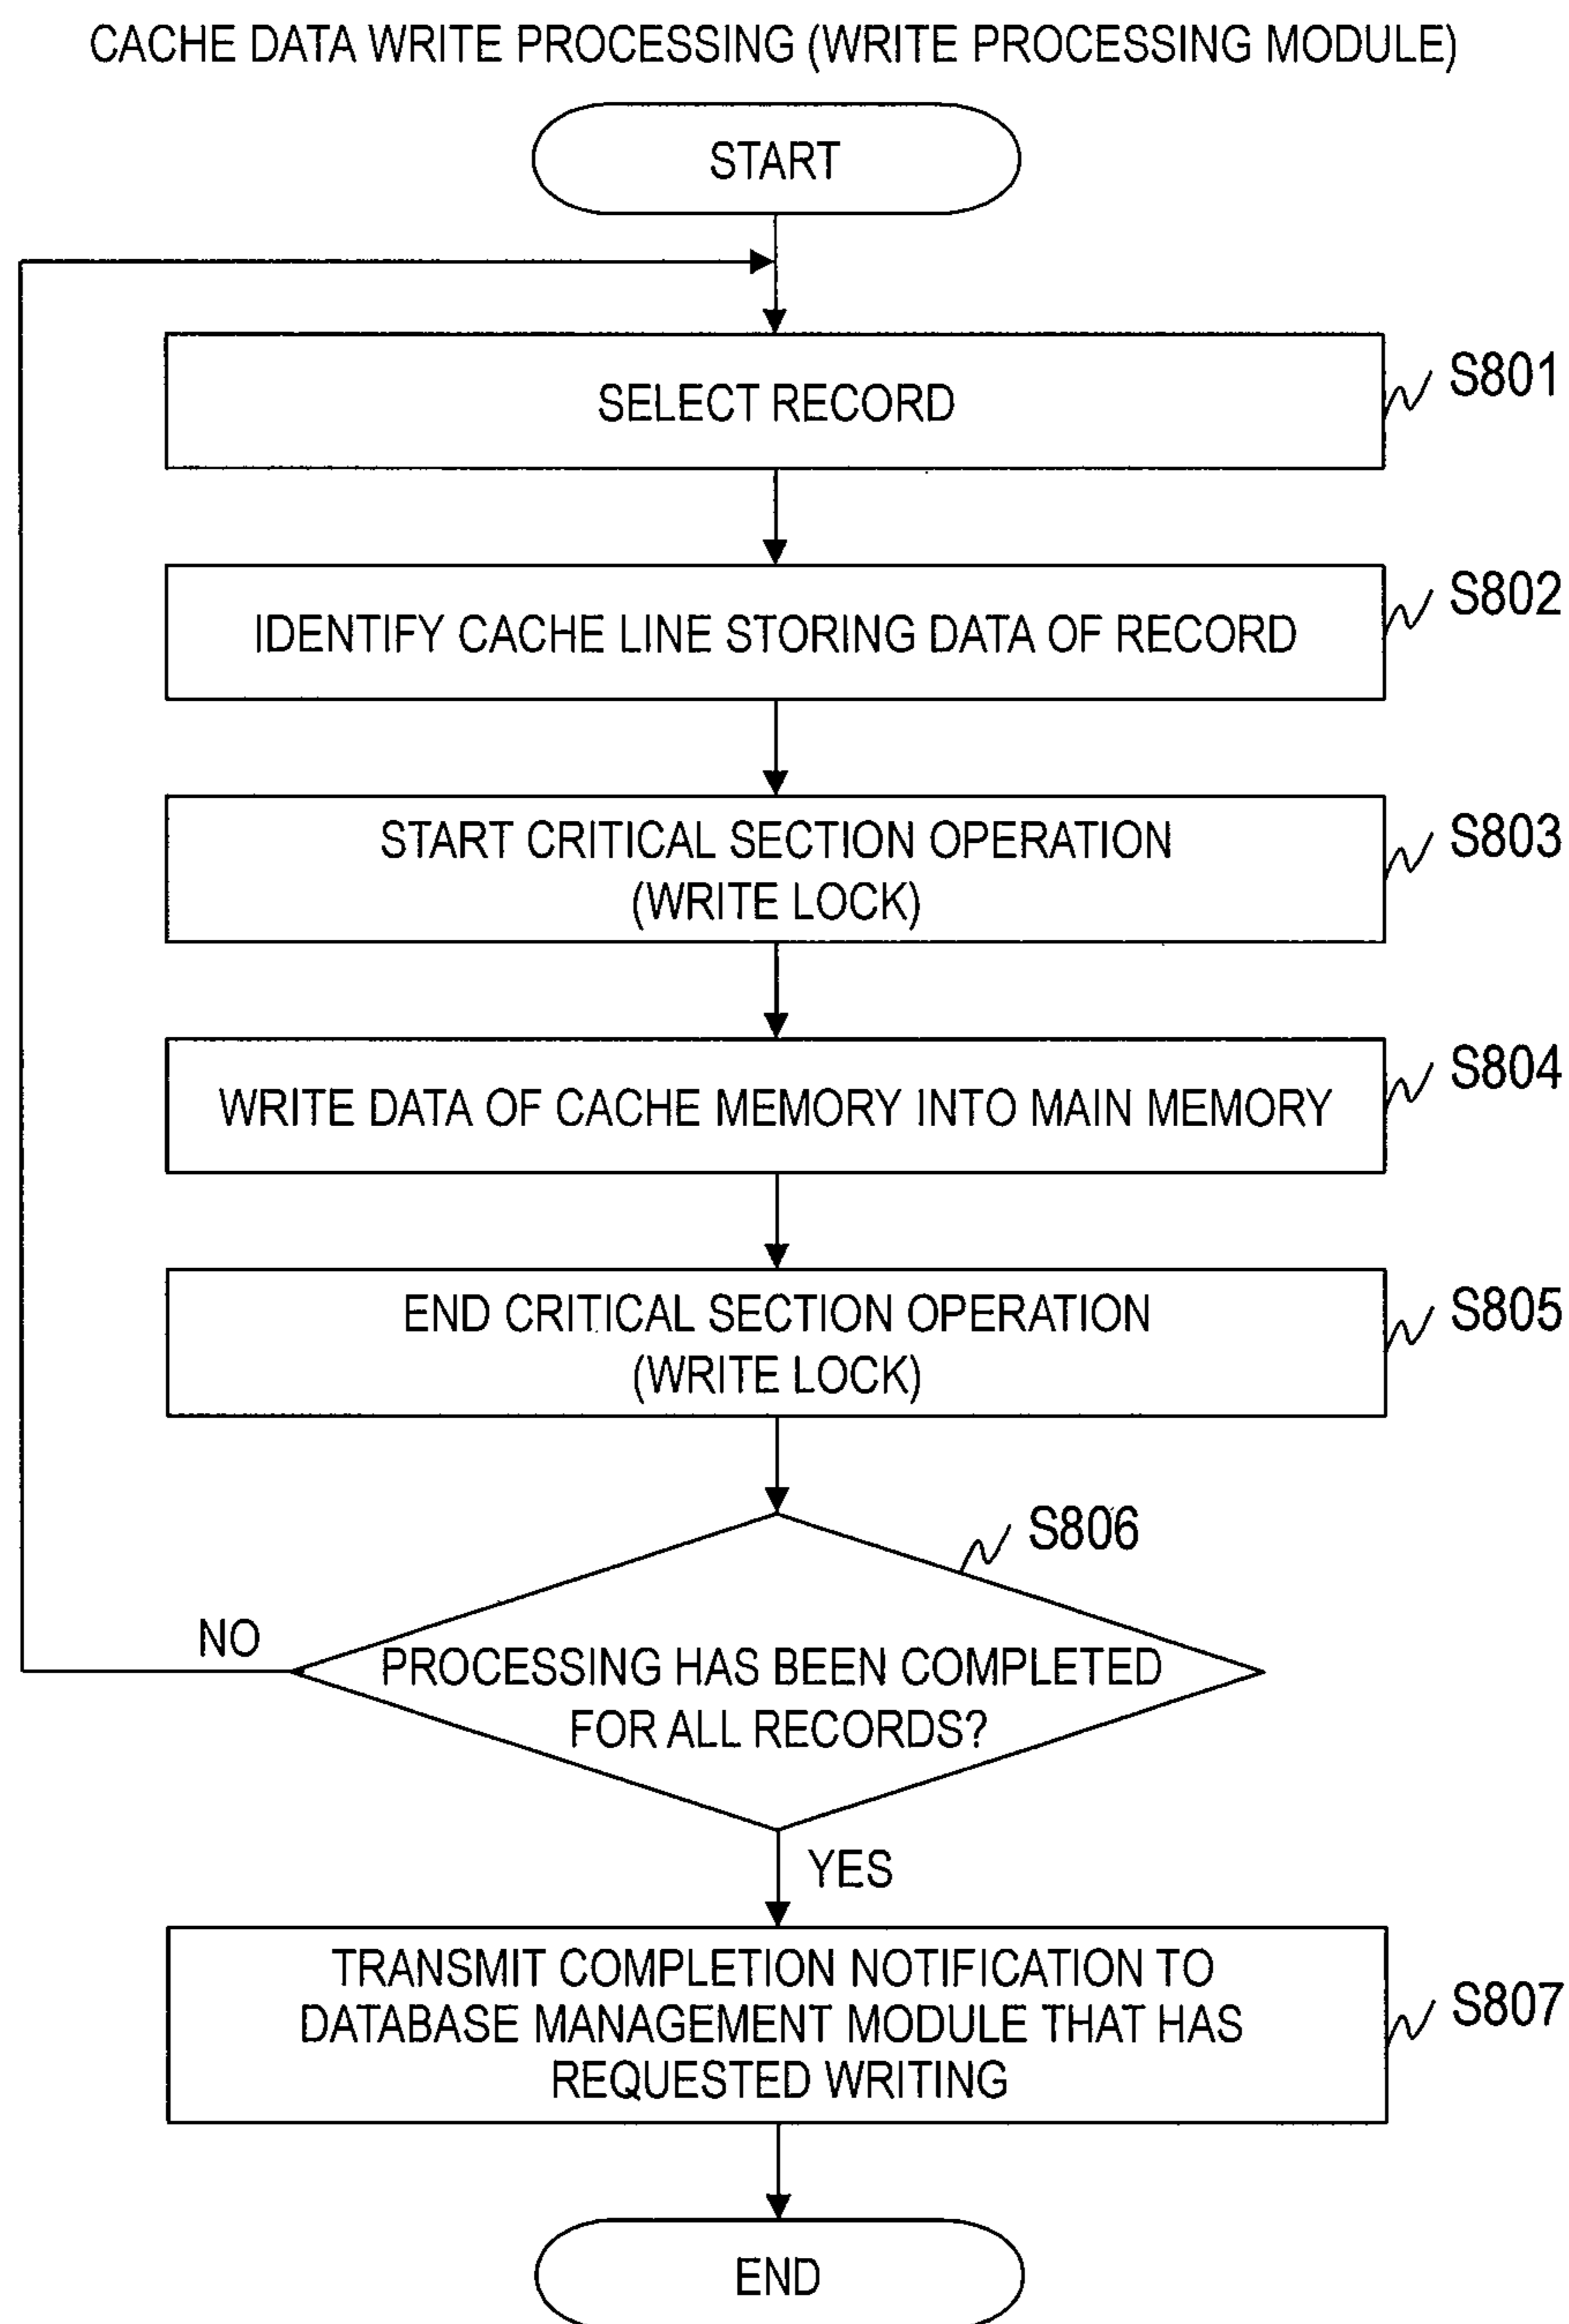 CACHE DATA WRITE PROCESSING (WRITE PROCESSING MODULE)
START
SELECT RECORD
S801
IDENTIFY CACHE LINE STORING DATA OF RECORD
S802
START CRITICAL SECTION OPERATION
(WRITE LOCK)
S803
WRITE DATA OF CACHE MEMORY INTO MAIN MEMORY
S804
END CRITICAL SECTION OPERATION
(WRITE LOCK)
S805
S806
NO
PROCESSING HAS BEEN COMPLETED
FOR ALL RECORDS?
YES
TRANSMIT COMPLETION NOTIFICATION TO
DATABASE MANAGEMENT MODULE THAT HAS
REQUESTED WRITING
S807
END